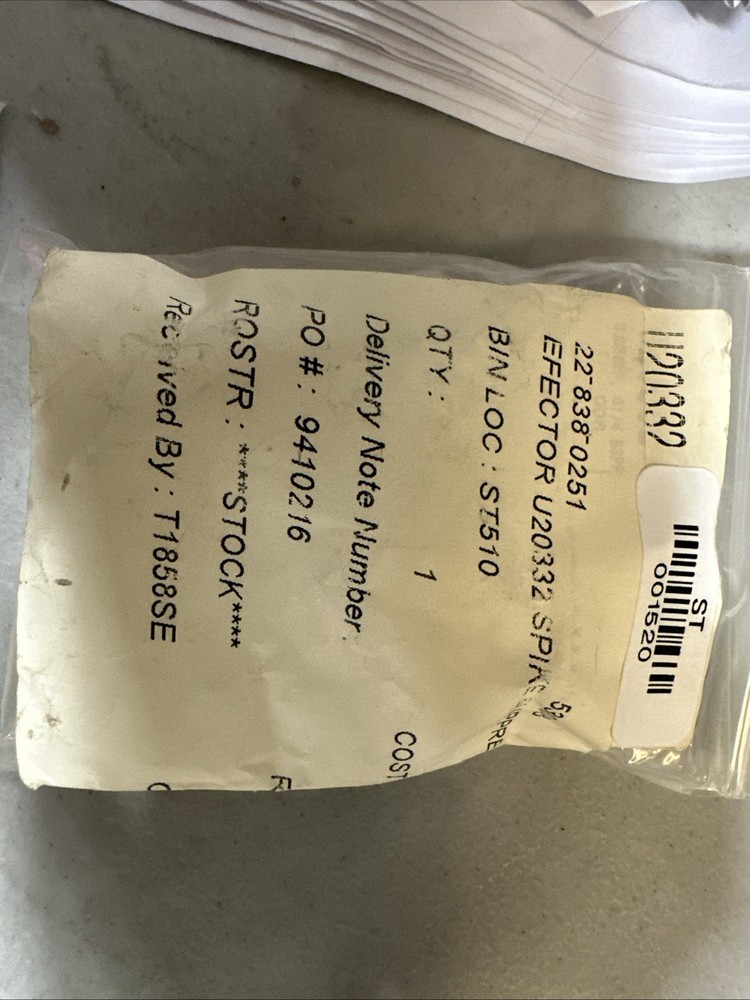 U20332
ST
001520
22-838-0251
EFECTOR U20332 SPIKE
BIN LOC : ST510
QTY : 1
Delivery Note Number
COST
PO # : 9410216
ROSTR : ****STOCK****
Received By : T1858SE